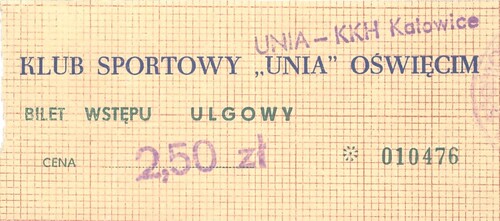 UNIA - KKH Katowice
KLUB SPORTOWY „UNIA” OŚWIĘCIM
BILET WSTĘPU ULGOWY
CENA 2,50 zł * 010476